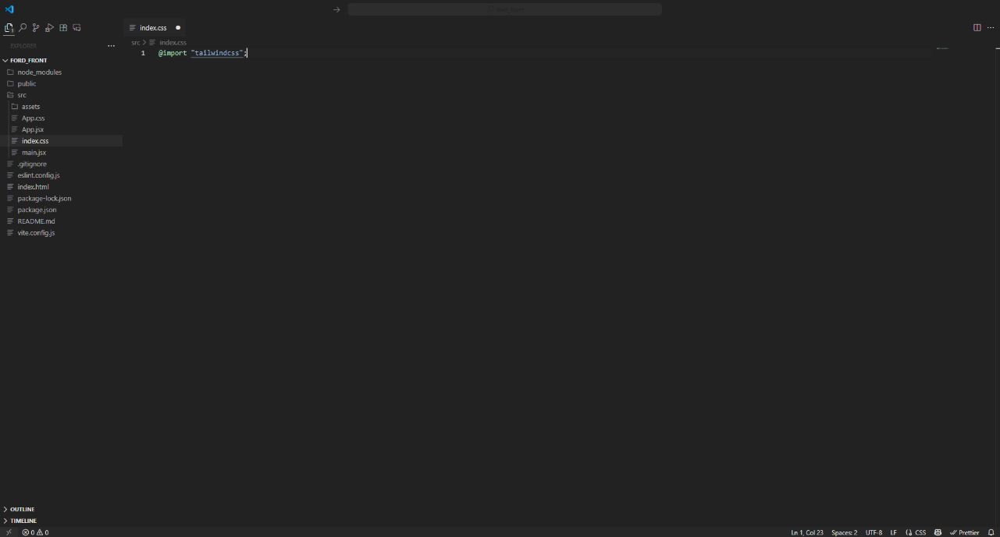 index.css
EXPLORER
src > index.css
FORD_FRONT
1 @import "tailwindcss";
node_modules
public
src
assets
App.css
App.jsx
index.css
main.jsx
.gitignore
eslint.config.js
index.html
package-lock.json
package.json
README.md
vite.config.js
OUTLINE
TIMELINE
0 0
Ln 1, Col 23
Spaces: 2
UTF-8
LF
CSS
Prettier